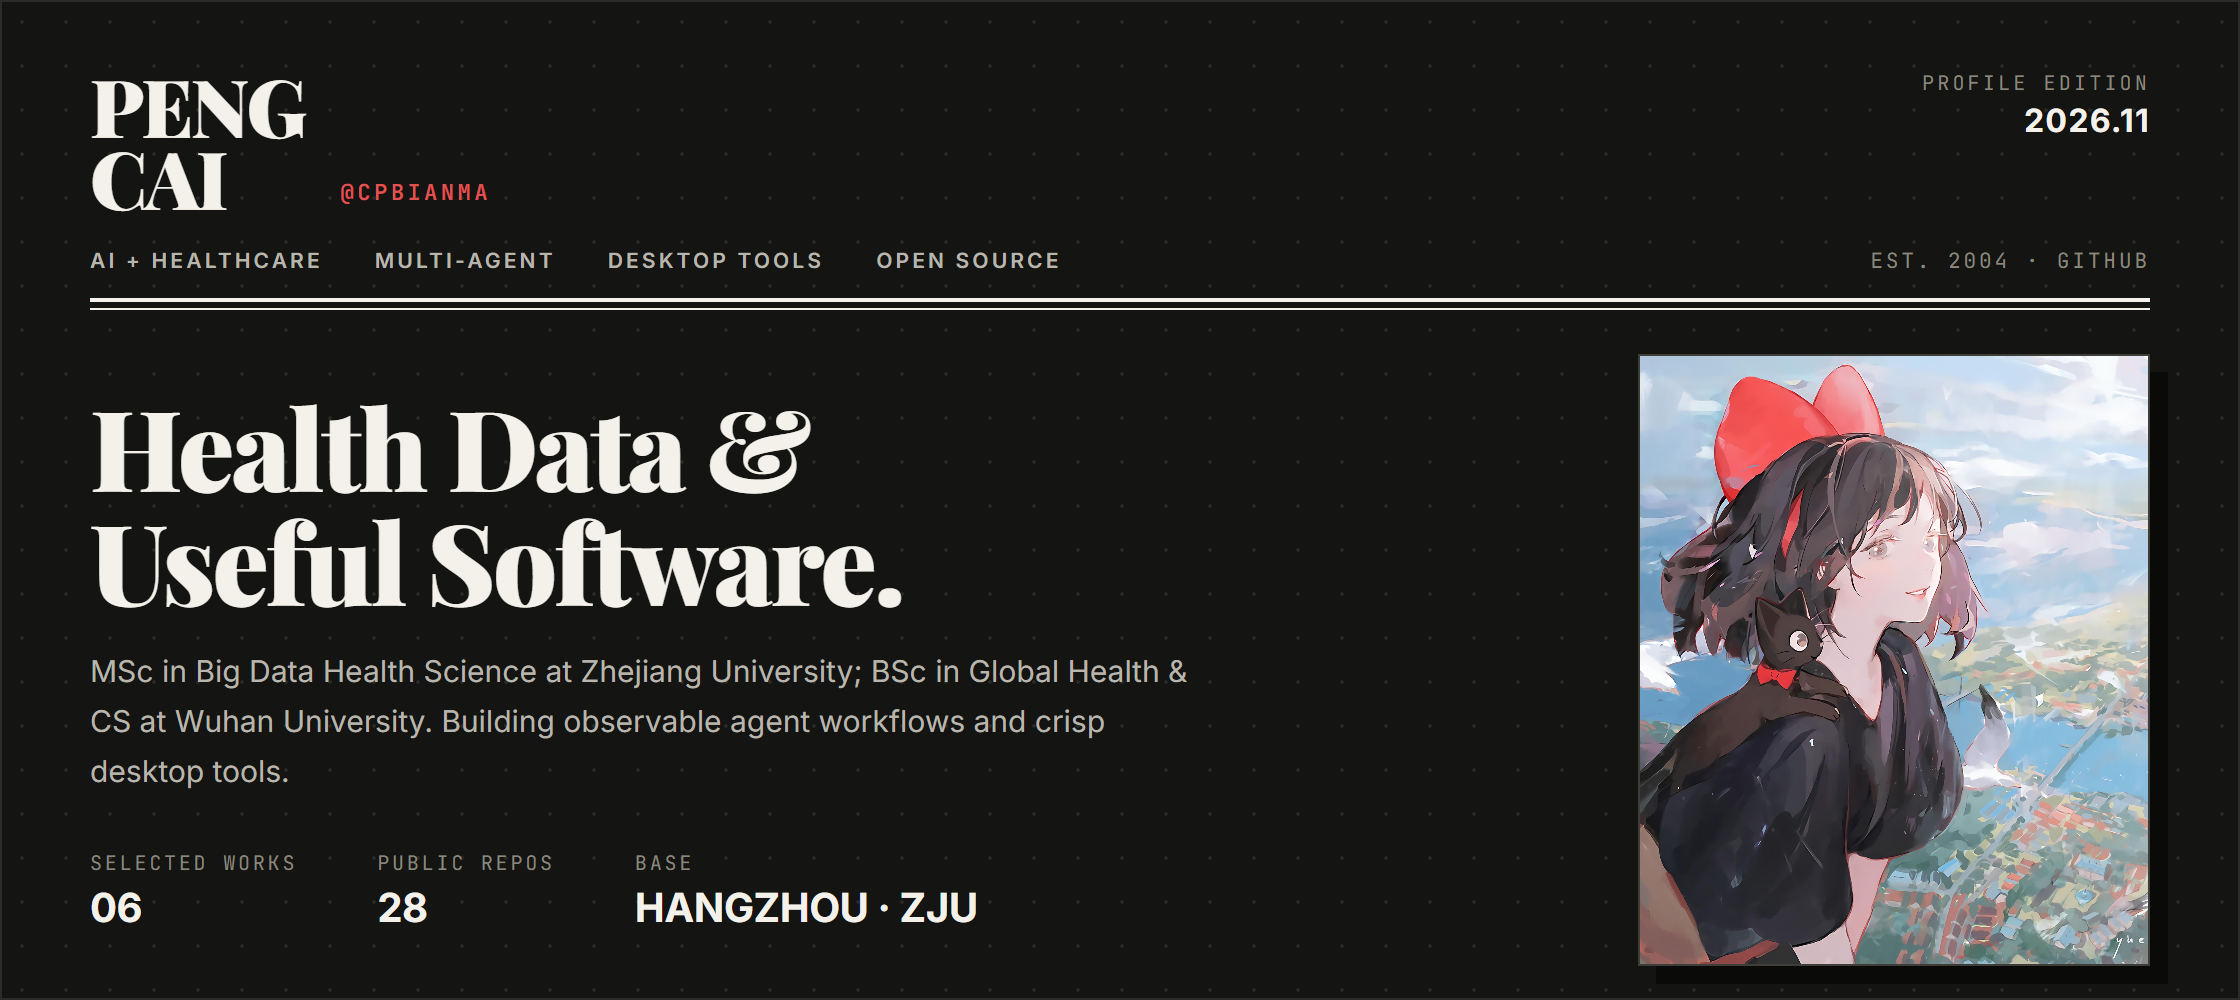 PENG
CAI
@CPBIANMA
PROFILE EDITION
2026.11
AI + HEALTHCARE MULTI-AGENT DESKTOP TOOLS OPEN SOURCE
EST. 2004 · GITHUB
Health Data &
Useful Software.
MSc in Big Data Health Science at Zhejiang University; BSc in Global Health &
CS at Wuhan University. Building observable agent workflows and crisp
desktop tools.
SELECTED WORKS PUBLIC REPOS BASE
06 28 HANGZHOU · ZJU
yue